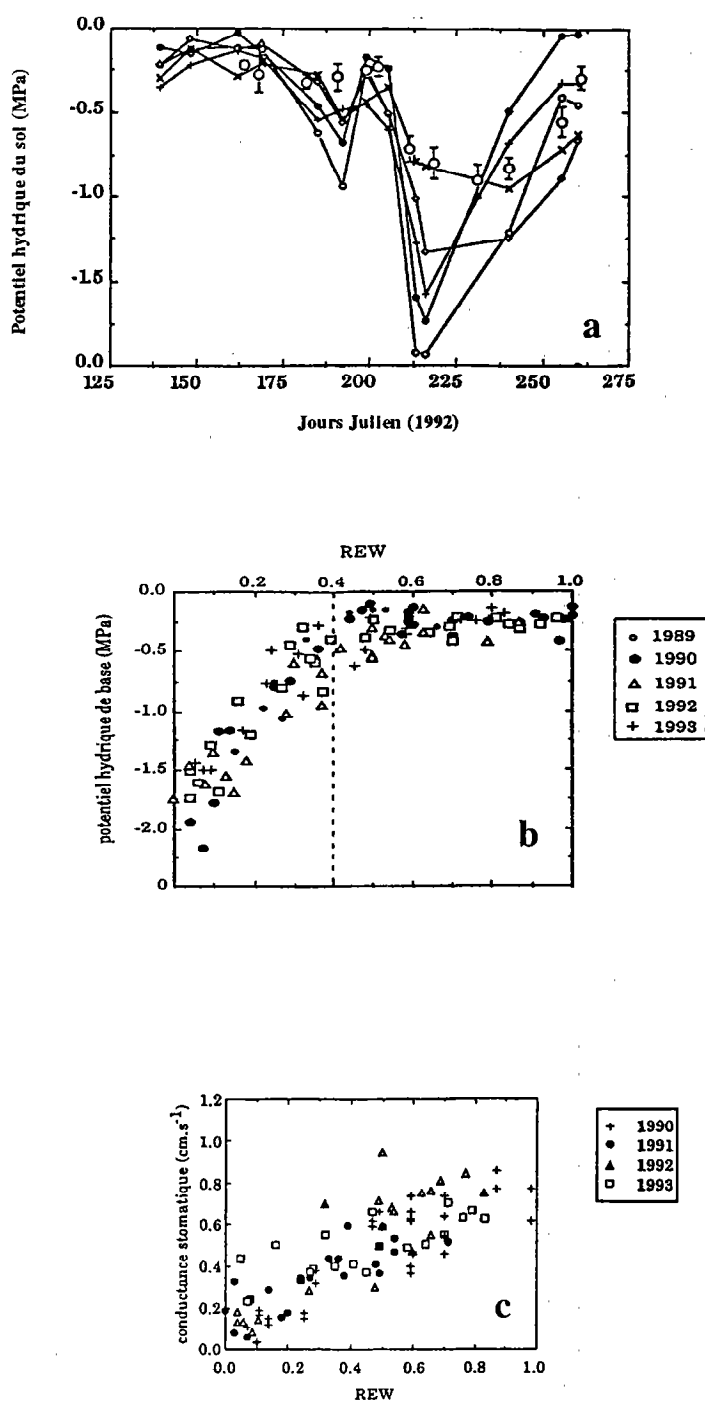 0.0
-0.5
-1.0
-1.5
0.0
Potentiel hydrique du sol (MPa)
a
125 150 175 200 225 250 275
Jours Julien (1992)
REW
0.2 0.4 0.6 0.8 1.0
0.0
-0.5
-1.0
-1.5
-2.0
0
potentiel hydrique de base (MPa)
b
1989
1990
1991
1992
1993
1.2
1.0
0.8
0.6
0.4
0.2
0.0
conductance stomatique (cm.s-1)
c
0.0 0.2 0.4 0.6 0.8 1.0
REW
1990
1991
1992
1993